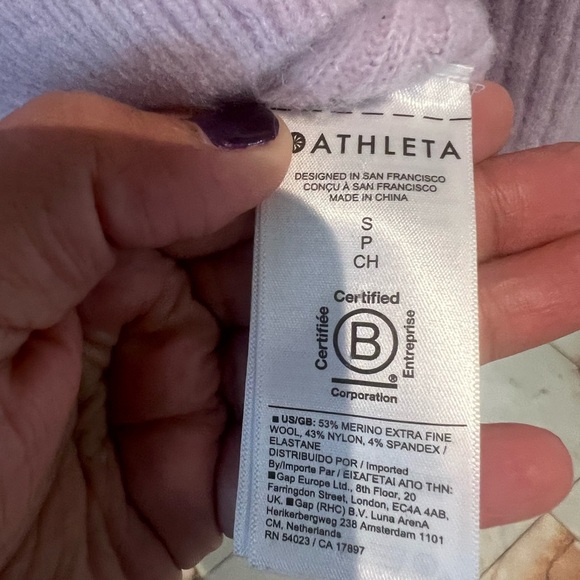 ATHLETA
DESIGNED IN SAN FRANCISCO
CONÇU À SAN FRANCISCO
MADE IN CHINA
S
P
CH
Certified
Certifiée
B
Entreprise
®
Corporation
■ US/GB: 53% MERINO EXTRA FINE
WOOL, 43% NYLON, 4% SPANDEX /
ELASTANE
DISTRIBUIDO POR / Imported
By/Importe Par / ΕΙΣΑΓΕΤΑΙ ΑΠΟ ΤΗΝ:
■Gap Europe Ltd., 8th Floor, 20
Farringdon Street, London, EC4A 4AB,
UK. ■Gap (RHC) B.V. Luna ArenA
Herikerbergweg 238 Amsterdam 1101
CM, Netherlands
RN 54023 / CA 17897